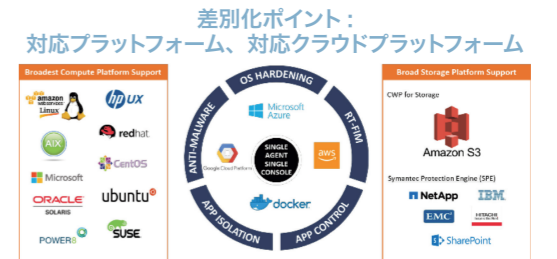 差別化ポイント:
対応プラットフォーム、対応クラウドプラットフォーム
Broadest Compute Platform Support
amazon
webservices
Linux
hp UX
AIX
redhat
CentOS
Microsoft
ORACLE
SOLARIS
ubuntu
POWER8
SUSE
OS HARDENING
RT-FIM
APP CONTROL
APP ISOLATION
ANTI-MALWARE
Microsoft
Azure
Google Cloud Platform
SINGLE
AGENT
SINGLE
CONSOLE
aws
docker
Broad Storage Platform Support
CWP for Storage
Amazon S3
Symantec Protection Engine (SPE)
NetApp
IBM
EMC²
HITACHI
SharePoint